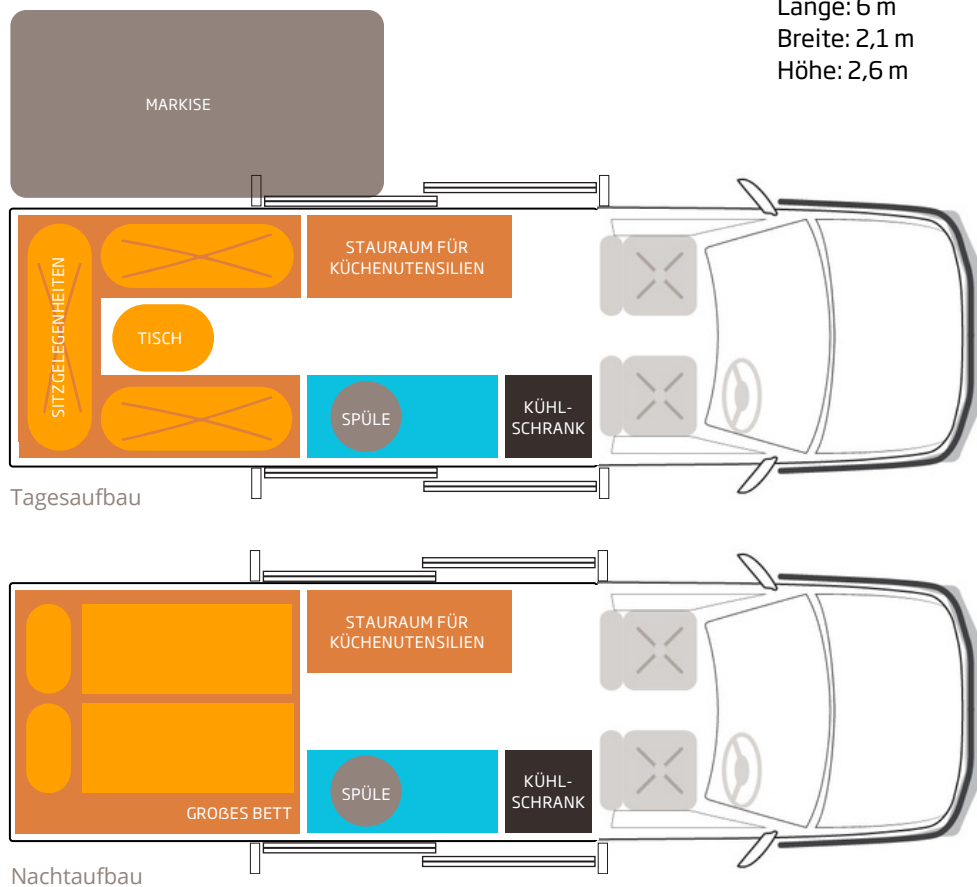 Länge: 6 m
Breite: 2,1 m
Höhe: 2,6 m
MARKISE
SITZGELEGENHEITEN
STAURAUM FÜR
KÜCHENUTENSILIEN
TISCH
SPÜLE
KÜHL-
SCHRANK
Tagesaufbau
STAURAUM FÜR
KÜCHENUTENSILIEN
GROßES BETT
SPÜLE
KÜHL-
SCHRANK
Nachtaufbau